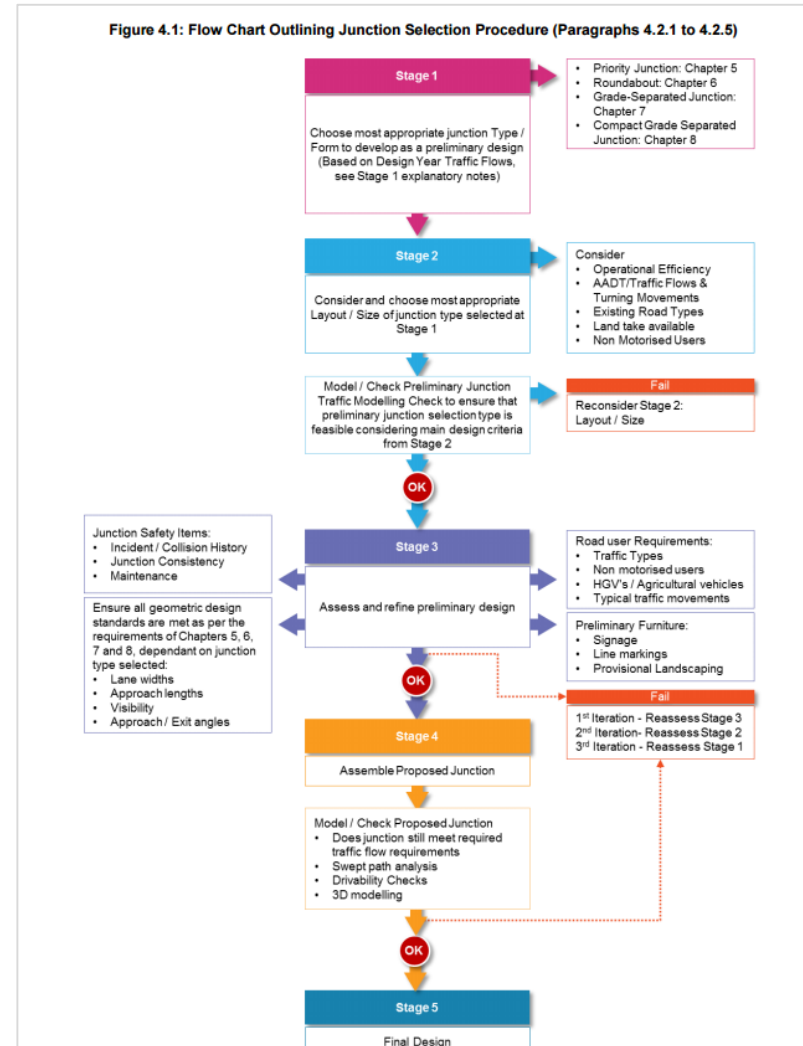 Figure 4.1: Flow Chart Outlining Junction Selection Procedure (Paragraphs 4.2.1 to 4.2.5)
Stage 1
Choose most appropriate junction Type /
Form to develop as a preliminary design
(Based on Design Year Traffic Flows,
see Stage 1 explanatory notes)
• Priority Junction: Chapter 5
• Roundabout: Chapter 6
• Grade-Separated Junction:
Chapter 7
• Compact Grade Separated
Junction: Chapter 8
Stage 2
Consider and choose most appropriate
Layout / Size of junction type selected at
Stage 1
Consider
• Operational Efficiency
• AADT/Traffic Flows &
Turning Movements
• Existing Road Types
• Land take available
• Non Motorised Users
Model / Check Preliminary Junction
Traffic Modelling Check to ensure that
preliminary junction selection type is
feasible considering main design criteria
from Stage 2
Fail
Reconsider Stage 2:
Layout / Size
OK
Junction Safety Items:
• Incident / Collision History
• Junction Consistency
• Maintenance
Ensure all geometric design
standards are met as per the
requirements of Chapters 5, 6,
7 and 8, dependant on junction
type selected:
• Lane widths
• Approach lengths
• Visibility
• Approach / Exit angles
Stage 3
Assess and refine preliminary design
Road user Requirements:
• Traffic Types
• Non motorised users
• HGV's / Agricultural vehicles
• Typical traffic movements
Preliminary Furniture:
• Signage
• Line markings
• Provisional Landscaping
OK
Fail
1st Iteration - Reassess Stage 3
2nd Iteration- Reassess Stage 2
3rd Iteration - Reassess Stage 1
Stage 4
Assemble Proposed Junction
Model / Check Proposed Junction
• Does junction still meet required
traffic flow requirements
• Swept path analysis
• Drivability Checks
• 3D modelling
OK
Stage 5
Final Design